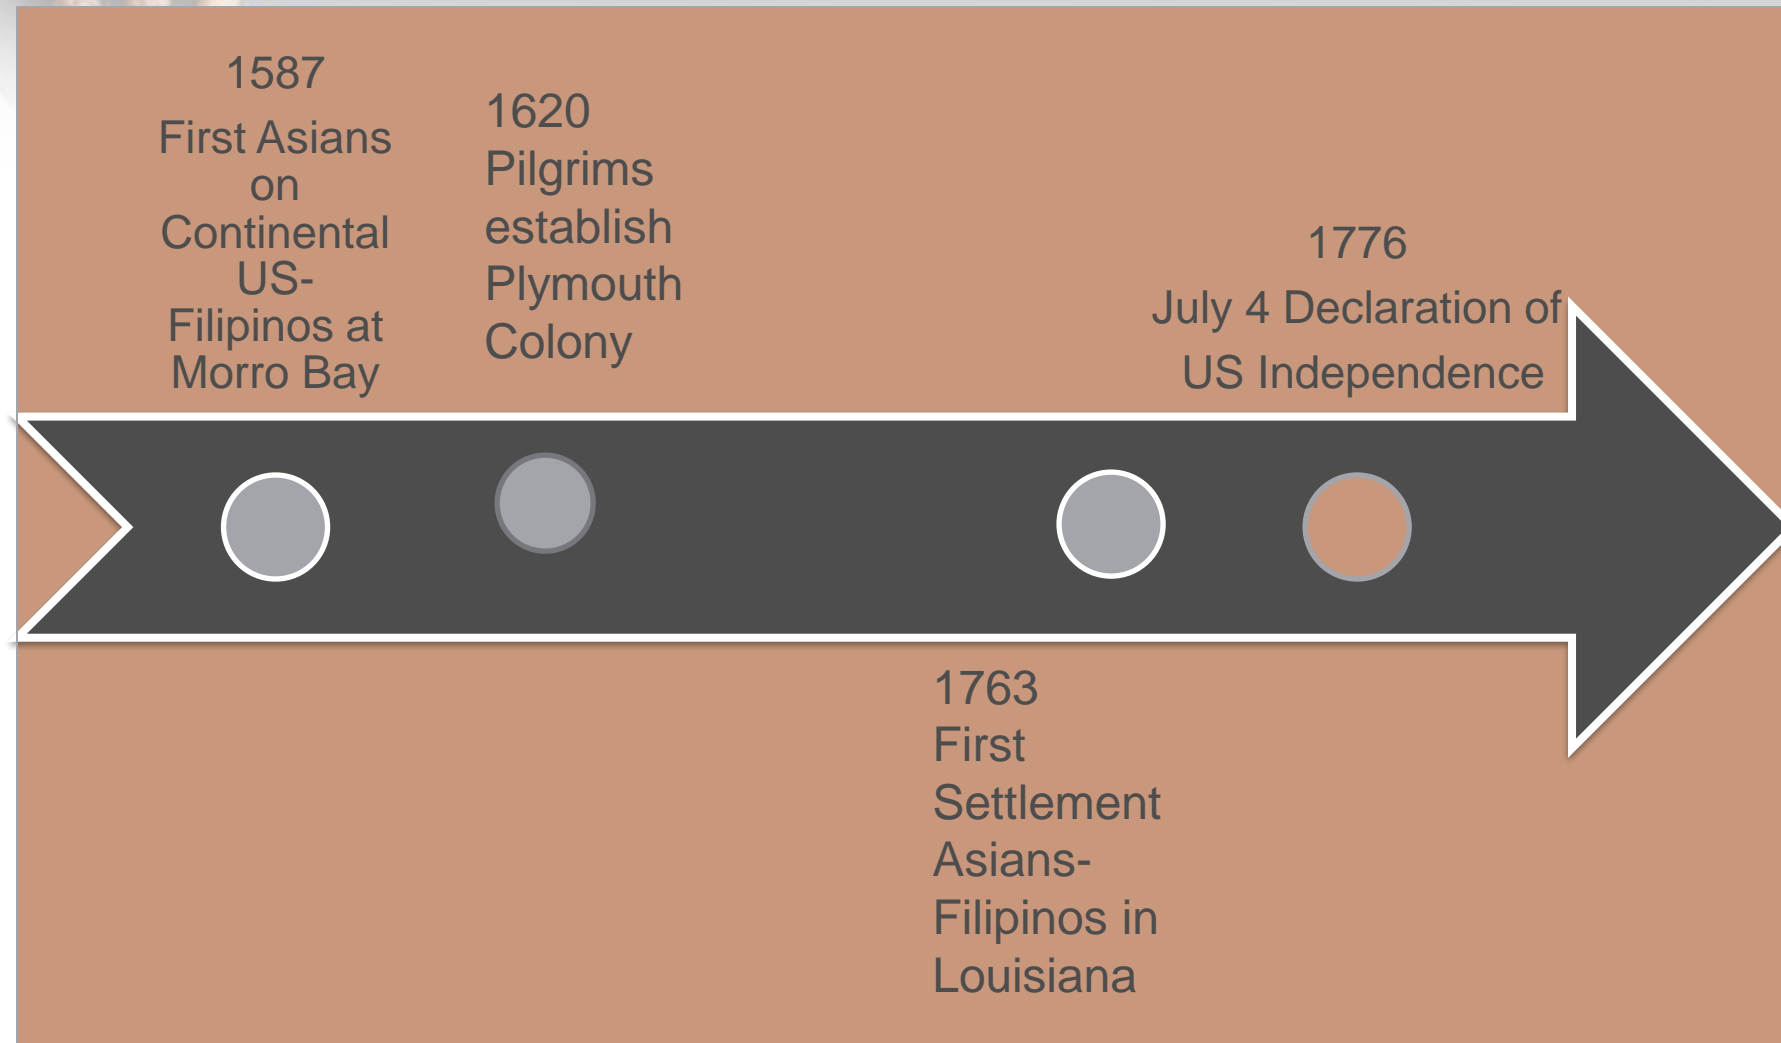 1587
First Asians
on
Continental
US-
Filipinos at
Morro Bay
1620
Pilgrims
establish
Plymouth
Colony
1776
July 4 Declaration of
US Independence
1763
First
Settlement
Asians-
Filipinos in
Louisiana